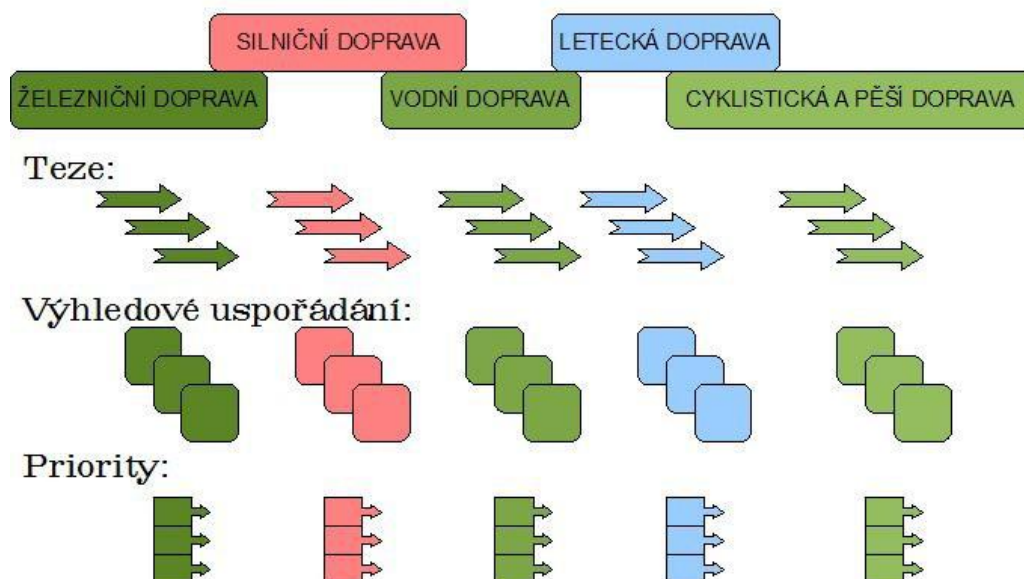 SILNIČNÍ DOPRAVA
LETECKÁ DOPRAVA
ŽELEZNIČNÍ DOPRAVA
VODNÍ DOPRAVA
CYKLISTICKÁ A PĚŠÍ DOPRAVA
Teze:
Výhledové uspořádání:
Priority: